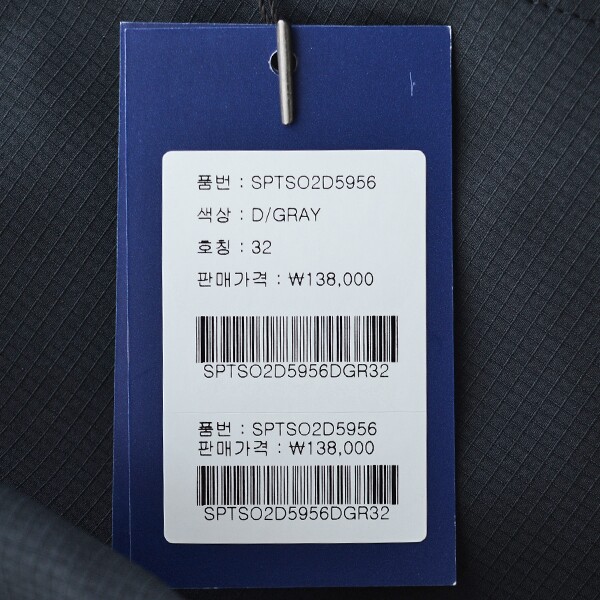 품번 : SPTSO2D5956
색상 : D/GRAY
호칭 : 32
판매가격 : ₩138,000
SPTSO2D5956DGR32
품번 : SPTSO2D5956
판매가격 : ₩138,000
SPTSO2D5956DGR32